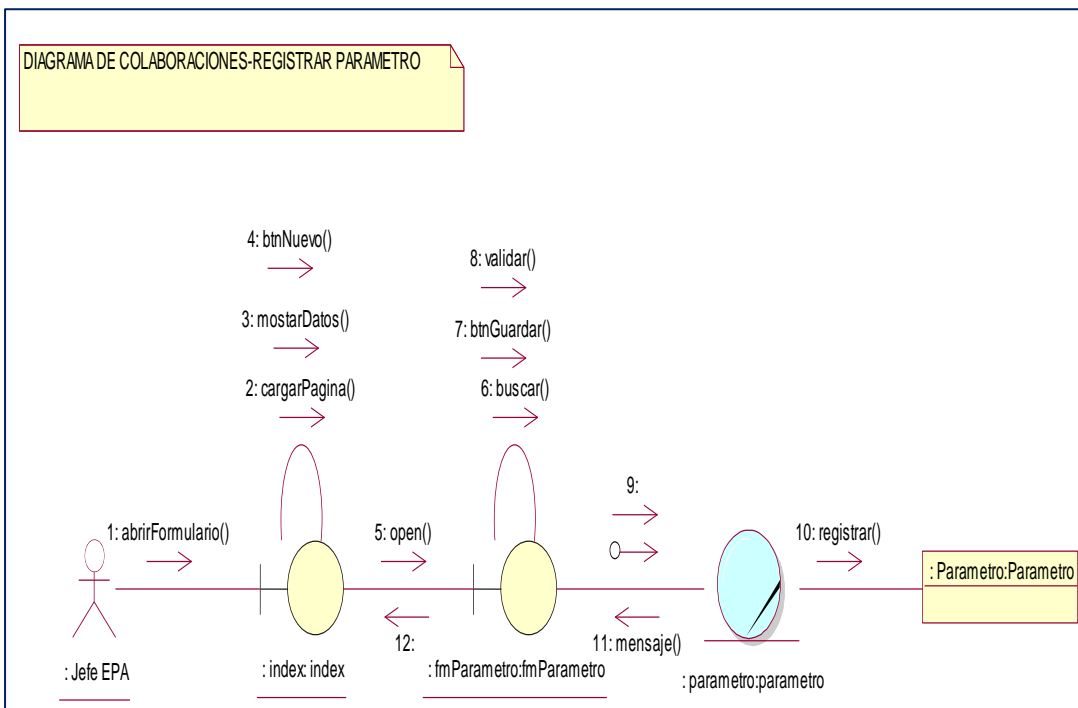 DIAGRAMA DE COLABORACIONES-REGISTRAR PARAMETRO
4: btnNuevo()
8: validar()
3: mostarDatos()
7: btnGuardar()
2: cargarPagina()
6: buscar()
9:
1: abrirFormulario()
5: open()
10: registrar()
: Parametro:Parametro
12:
11: mensaje()
: Jefe EPA
: index: index
: fmParametro:fmParametro
: parametro:parametro